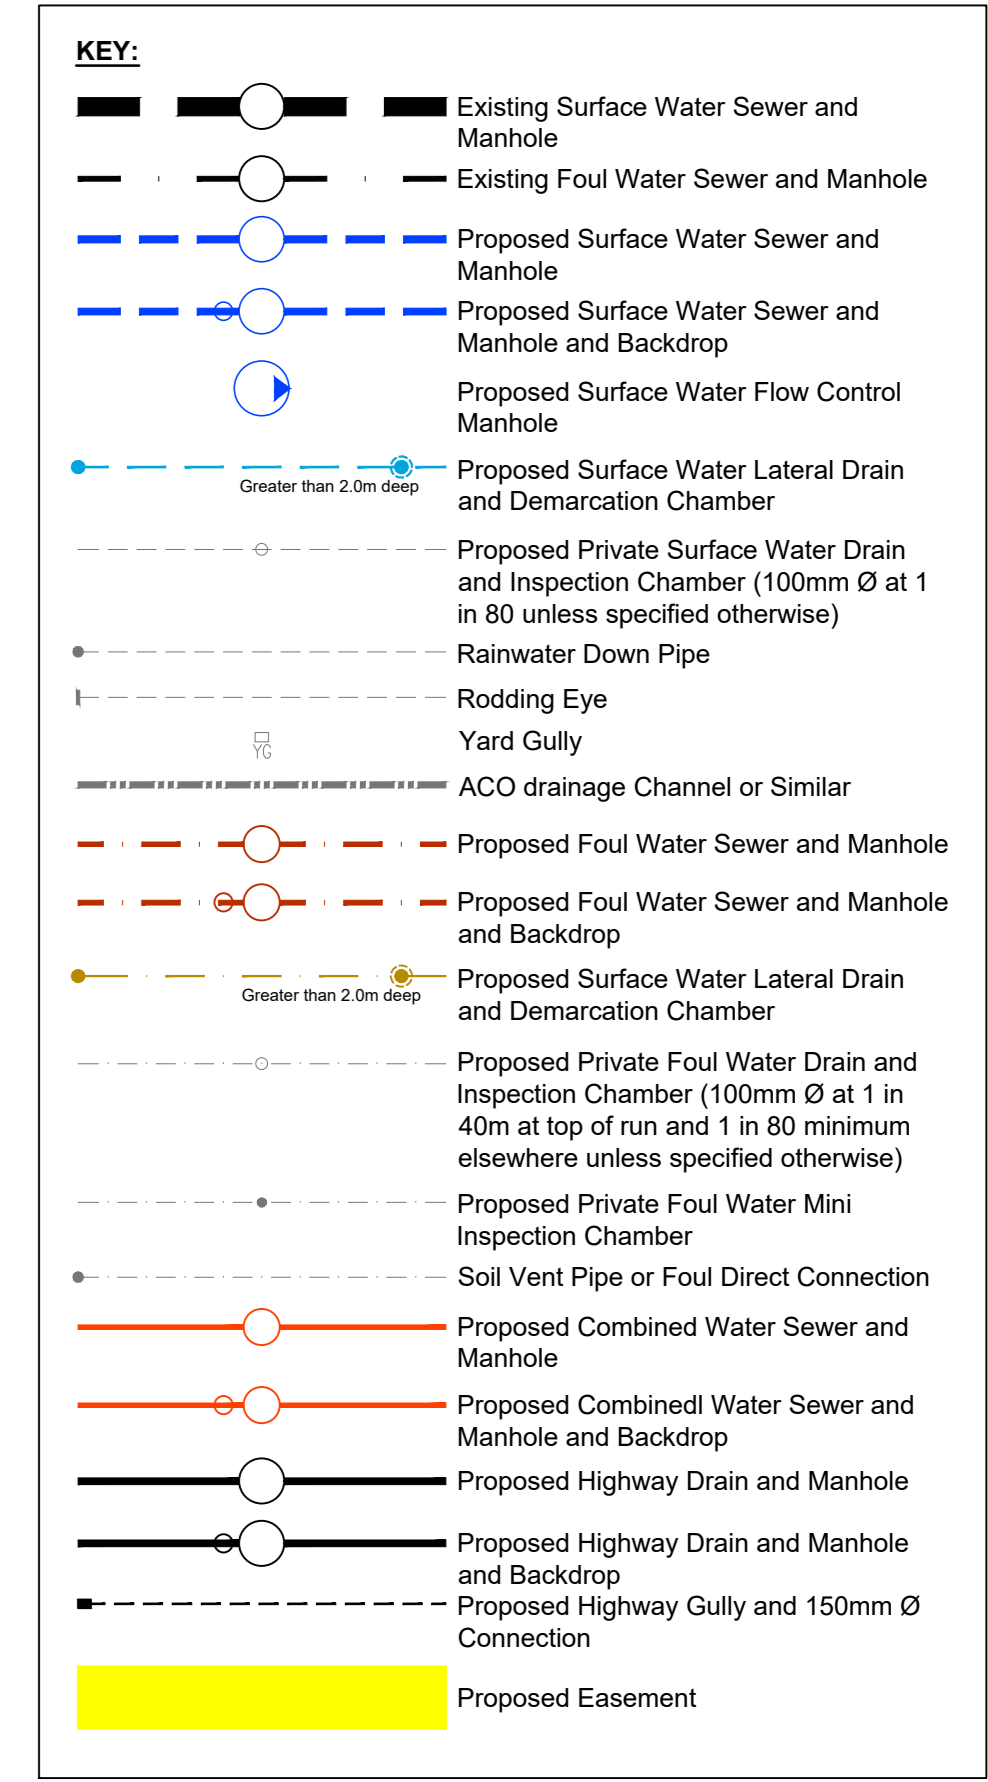 KEY:
Existing Surface Water Sewer and
Manhole
Existing Foul Water Sewer and Manhole
Proposed Surface Water Sewer and
Manhole
Proposed Surface Water Sewer and
Manhole and Backdrop
Proposed Surface Water Flow Control
Manhole
Proposed Surface Water Lateral Drain
and Demarcation Chamber
Greater than 2.0m deep
Proposed Private Surface Water Drain
and Inspection Chamber (100mm Ø at 1
in 80 unless specified otherwise)
Rainwater Down Pipe
Rodding Eye
Yard Gully
YG
ACO drainage Channel or Similar
Proposed Foul Water Sewer and Manhole
Proposed Foul Water Sewer and Manhole
and Backdrop
Proposed Surface Water Lateral Drain
and Demarcation Chamber
Greater than 2.0m deep
Proposed Private Foul Water Drain and
Inspection Chamber (100mm Ø at 1 in
40m at top of run and 1 in 80 minimum
elsewhere unless specified otherwise)
Proposed Private Foul Water Mini
Inspection Chamber
Soil Vent Pipe or Foul Direct Connection
Proposed Combined Water Sewer and
Manhole
Proposed Combinedl Water Sewer and
Manhole and Backdrop
Proposed Highway Drain and Manhole
Proposed Highway Drain and Manhole
and Backdrop
Proposed Highway Gully and 150mm Ø
Connection
Proposed Easement